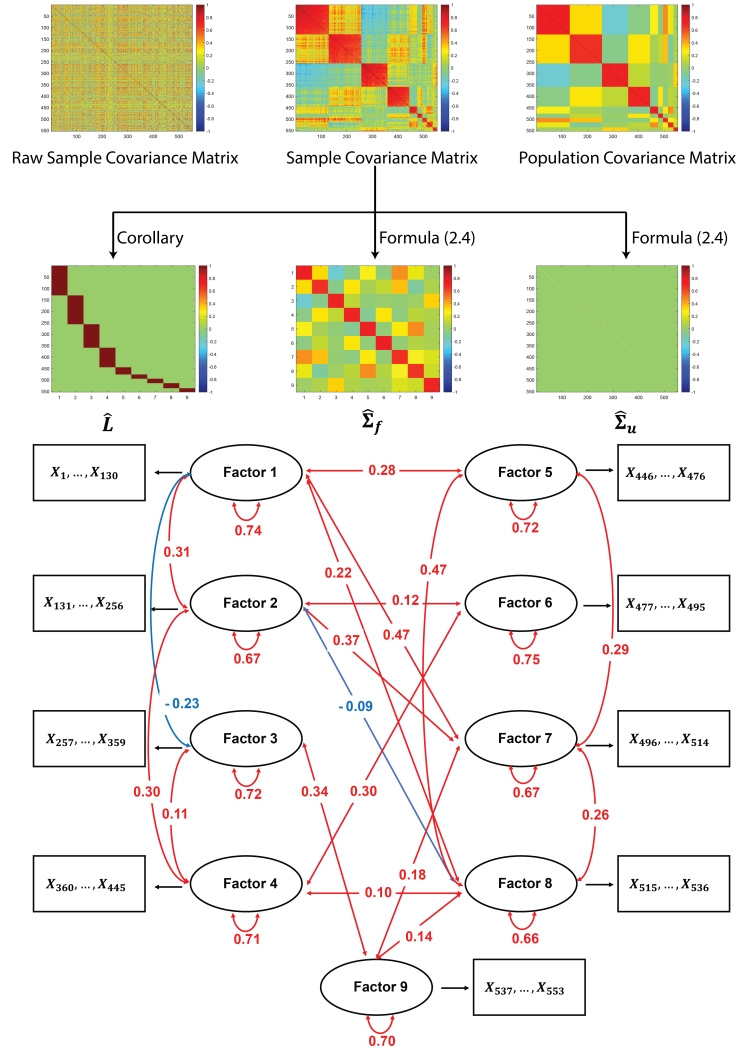 Raw Sample Covariance Matrix
Sample Covariance Matrix
Population Covariance Matrix
Corollary
Formula (2.4)
Formula (2.4)
L̂
Σ̂_f
Σ̂_u
X₁, ..., X₁₃₀
Factor 1
0.28
Factor 5
X₄₄₆, ..., X₄₇₆
0.74
0.72
0.31
0.22
0.47
X₁₃₁, ..., X₂₅₆
Factor 2
0.12
Factor 6
X₄₇₇, ..., X₄₉₅
0.67
0.37
0.47
0.75
0.29
- 0.23
- 0.09
X₂₅₇, ..., X₃₅₉
Factor 3
Factor 7
X₄₉₆, ..., X₅₁₄
0.72
0.67
0.30
0.11
0.34
0.30
0.26
X₃₆₀, ..., X₄₄₅
Factor 4
0.18
0.10
Factor 8
X₅₁₅, ..., X₅₃₆
0.71
0.14
0.66
Factor 9
X₅₃₇, ..., X₅₅₃
0.70